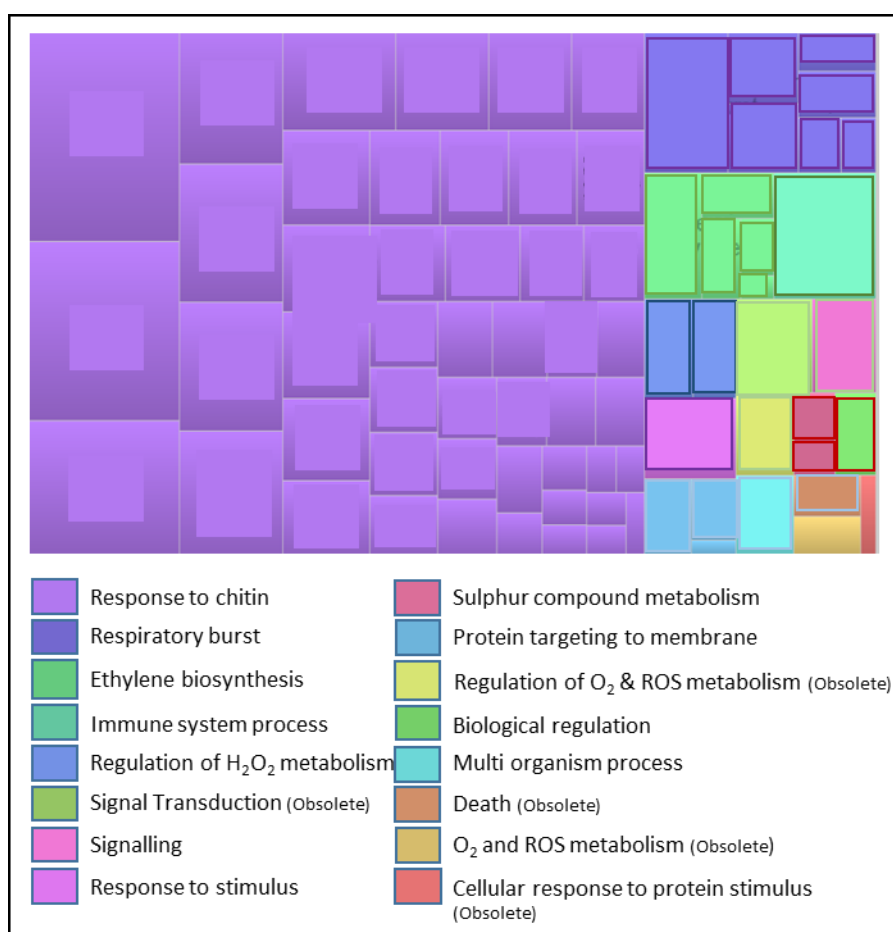 Response to chitin
Respiratory burst
Ethylene biosynthesis
Immune system process
Regulation of H₂O₂ metabolism
Signal Transduction (Obsolete)
Signalling
Response to stimulus
Sulphur compound metabolism
Protein targeting to membrane
Regulation of O₂ & ROS metabolism (Obsolete)
Biological regulation
Multi organism process
Death (Obsolete)
O₂ and ROS metabolism (Obsolete)
Cellular response to protein stimulus
(Obsolete)